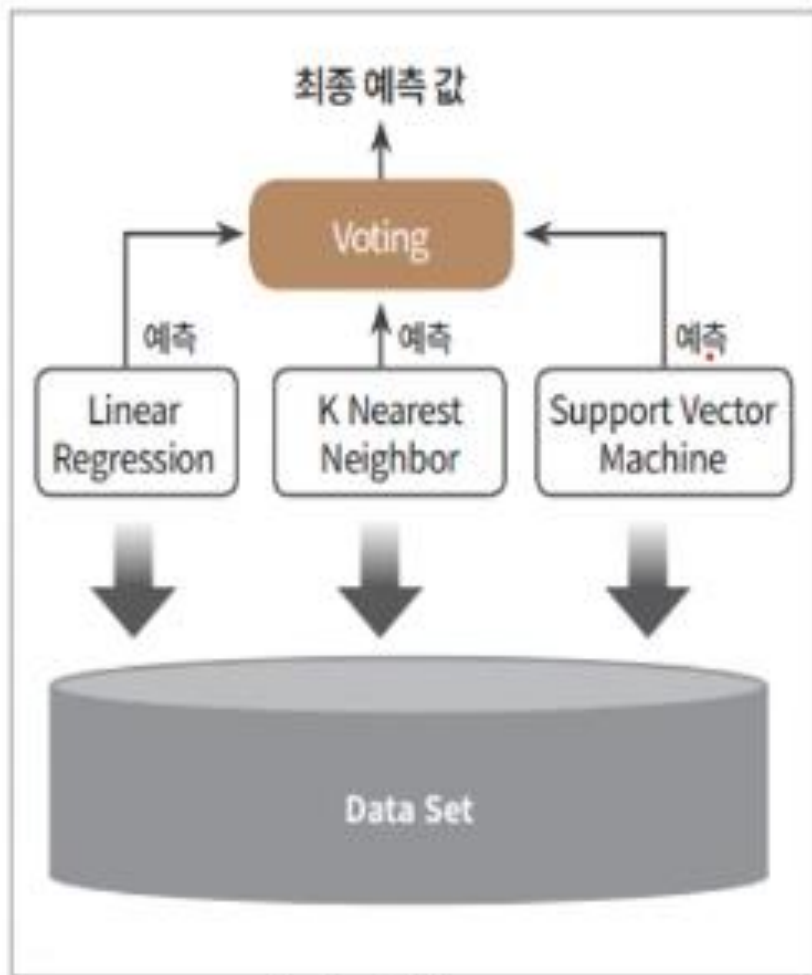 최종 예측 값
Voting
예측
예측
예측
Linear
Regression
K Nearest
Neighbor
Support Vector
Machine
Data Set